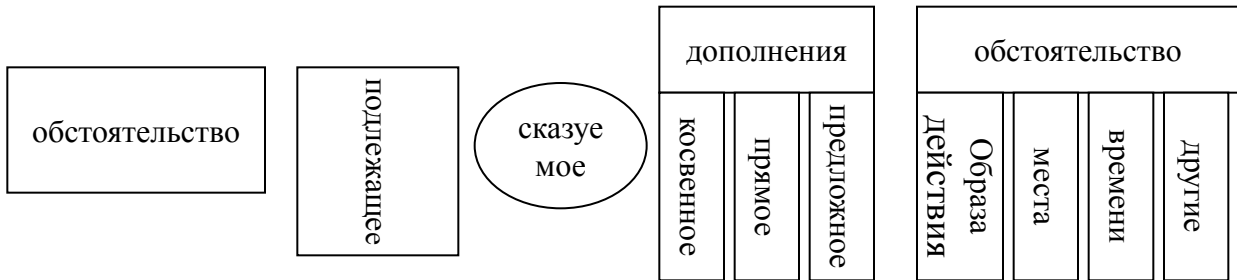 обстоятельство
подлежащее
сказуе
мое
дополнения
косвенное
прямое
предложное
обстоятельство
Образа
действия
места
времени
другие